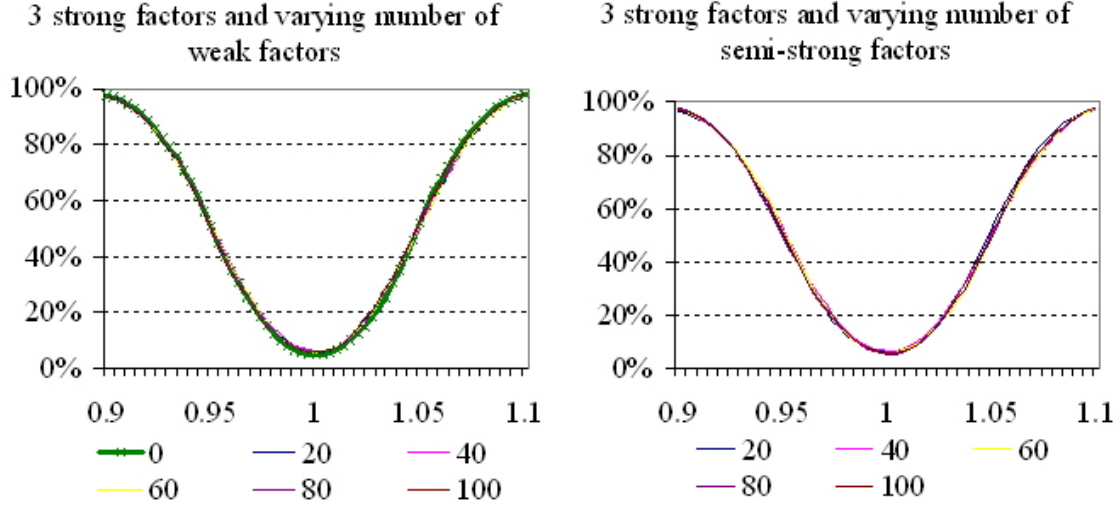 3 strong factors and varying number of
weak factors
100%
80%
60%
40%
20%
0%
0.9 0.95 1 1.05 1.1
0 20 40
60 80 100
3 strong factors and varying number of
semi-strong factors
100%
80%
60%
40%
20%
0%
0.9 0.95 1 1.05 1.1
20 40 60
80 100